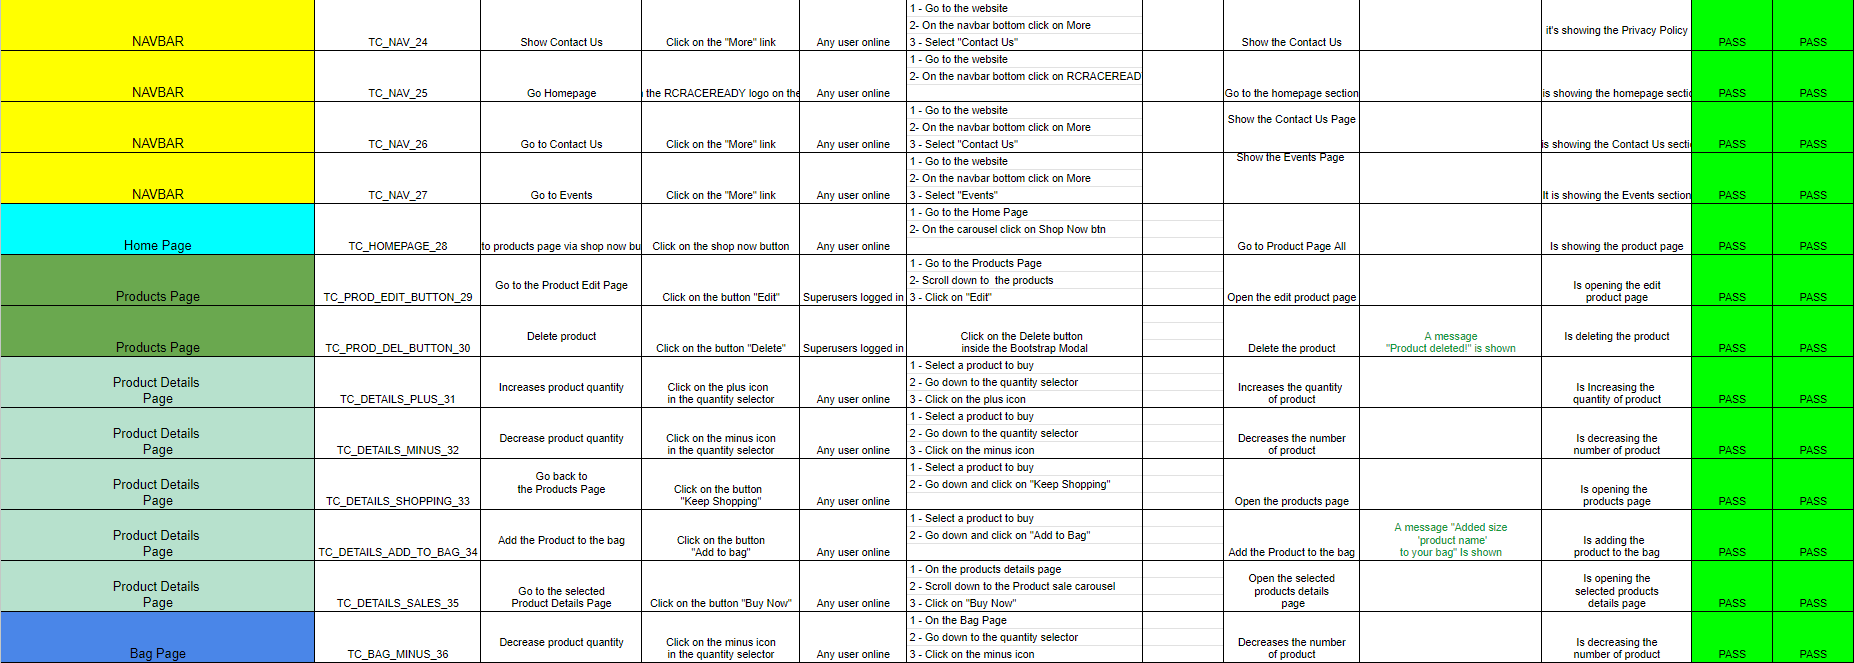 1 - Go to the website
2- On the navbar bottom click on More
NAVBAR TC_NAV_24 Show Contact Us Click on the "More" link Any user online 3 - Select "Contact Us" Show the Contact Us it's showing the Privacy Policy PASS PASS
1 - Go to the website
2- On the navbar bottom click on RCRACEREAD
NAVBAR TC_NAV_25 Go Homepage the RCRACEREADY logo on the Any user online Go to the homepage section is showing the homepage PASS PASS
1 - Go to the website
Show the Contact Us Page
2- On the navbar bottom click on More
NAVBAR TC_NAV_26 Go to Contact Us Click on the "More" link Any user online 3 - Select "Contact Us" is showing the Contact Us PASS PASS
Show the Events Page
1 - Go to the website
2- On the navbar bottom click on More
NAVBAR TC_NAV_27 Go to Events Click on the "More" link Any user online 3 - Select "Events" It is showing the Events section PASS PASS
1 - Go to the Home Page
2- On the carousel click on Shop Now btn
Home Page TC_HOMEPAGE_28 to products page via shop now bu Click on the shop now button Any user online Go to Product Page All Is showing the product page PASS PASS
1 - Go to the Products Page
2- Scroll down to  the products
Go to the Product Edit Page
Products Page TC_PROD_EDIT_BUTTON_29 Click on the button "Edit" Superusers logged in 3 - Click on "Edit" Open the edit product page Is opening the edit
product page PASS PASS
Delete product
Products Page TC_PROD_DEL_BUTTON_30 Click on the button "Delete" Superusers logged in Click on the Delete button
inside the Bootstrap Modal Delete the product A message
"Product deleted!" is shown Is deleting the product PASS PASS
Product Details
Page TC_DETAILS_PLUS_31 Increases product quantity Click on the plus icon
in the quantity selector Any user online 1 - Select a product to buy
2 - Go down to the quantity selector
3 - Click on the plus icon Increases the quantity
of product Is Increasing the
quantity of product PASS PASS
Product Details
Page TC_DETAILS_MINUS_32 Decrease product quantity Click on the minus icon
in the quantity selector Any user online 1 - Select a product to buy
2 - Go down to the quantity selector
3 - Click on the minus icon Decreases the number
of product Is decreasing the
number of product PASS PASS
Product Details
Page TC_DETAILS_SHOPPING_33 Go back to
the Products Page Click on the button
"Keep Shopping" Any user online 1 - Select a product to buy
2 - Go down and click on "Keep Shopping" Open the products page Is opening the
products page PASS PASS
Product Details
Page TC_DETAILS_ADD_TO_BAG_34 Add the Product to the bag Click on the button
"Add to bag" Any user online 1 - Select a product to buy
2 - Go down and click on "Add to Bag" Add the Product to the bag A message "Added size
'product name'
to your bag" Is shown Is adding the
product to the bag PASS PASS
Product Details
Page TC_DETAILS_SALES_35 Go to the selected
Product Details Page Click on the button "Buy Now" Any user online 1 - On the products details page
2 - Scroll down to the Product sale carousel
3 - Click on "Buy Now" Open the selected
products details
page Is opening the
selected products
details page PASS PASS
Bag Page TC_BAG_MINUS_36 Decrease product quantity Click on the minus icon
in the quantity selector Any user online 1 - On the Bag Page
2 - Go down to the quantity selector
3 - Click on the minus icon Decreases the number
of product Is decreasing the
number of product PASS PASS